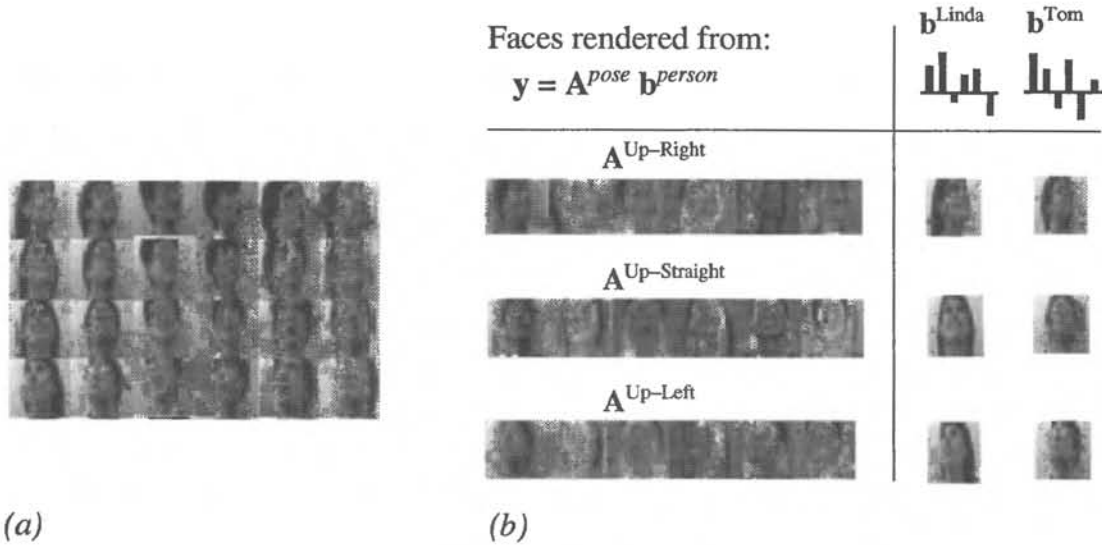 Faces rendered from:
y = A^pose b^person
b^Linda
b^Tom
A^Up–Right
A^Up–Straight
A^Up–Left
(a)
(b)